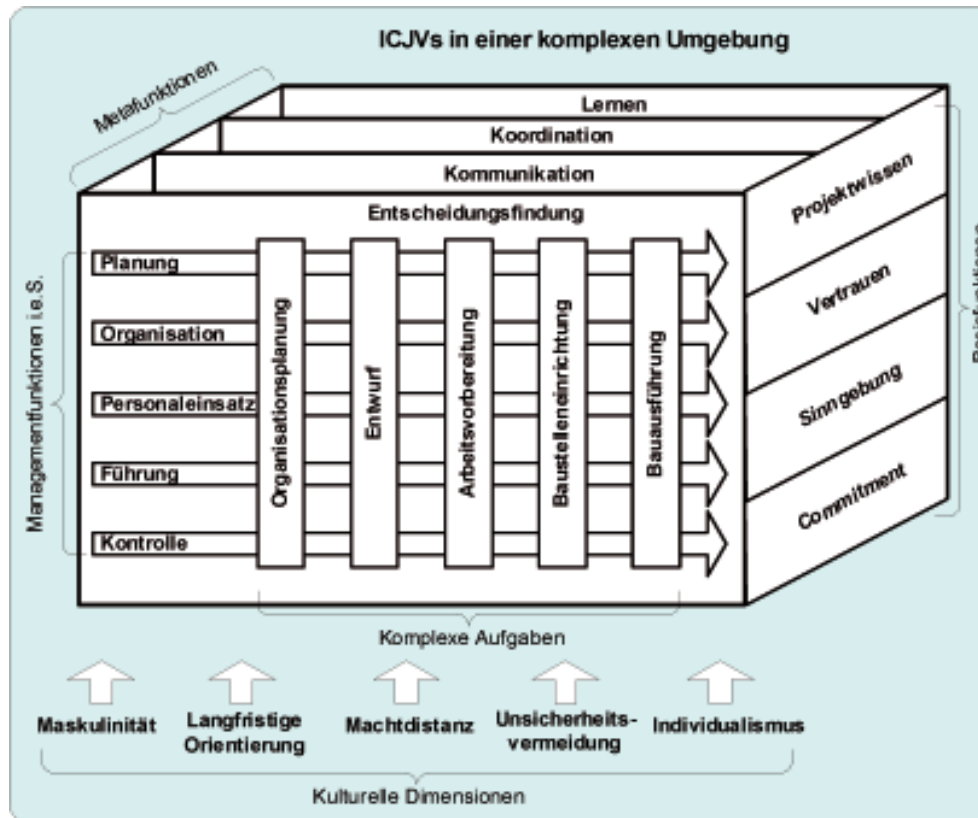 ICJVs in einer komplexen Umgebung
Metafunktionen
Lernen
Koordination
Kommunikation
Entscheidungsfindung
Managementfunktionen i.e.S.
Planung
Organisation
Personaleinsatz
Führung
Kontrolle
Organisationsplanung
Entwurf
Arbeitsvorbereitung
Baustelleneinrichtung
Bauausführung
Projektwissen
Vertrauen
Sinngebung
Commitment
Komplexe Aufgaben
Maskulinität
Langfristige
Orientierung
Machtdistanz
Unsicherheits-
vermeidung
Individualismus
Kulturelle Dimensionen